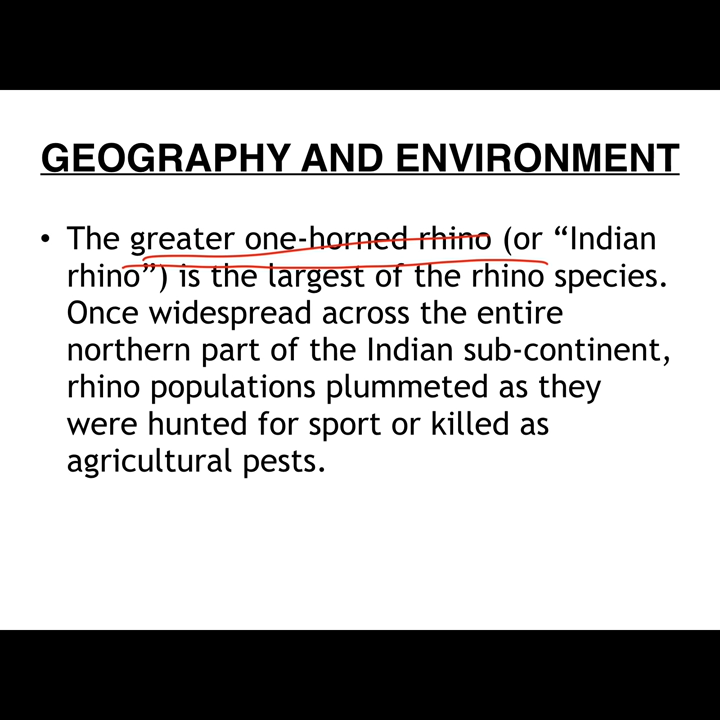 GEOGRAPHY AND ENVIRONMENT
• The greater one-horned rhino (or “Indian
rhino”) is the largest of the rhino species.
Once widespread across the entire
northern part of the Indian sub-continent,
rhino populations plummeted as they
were hunted for sport or killed as
agricultural pests.